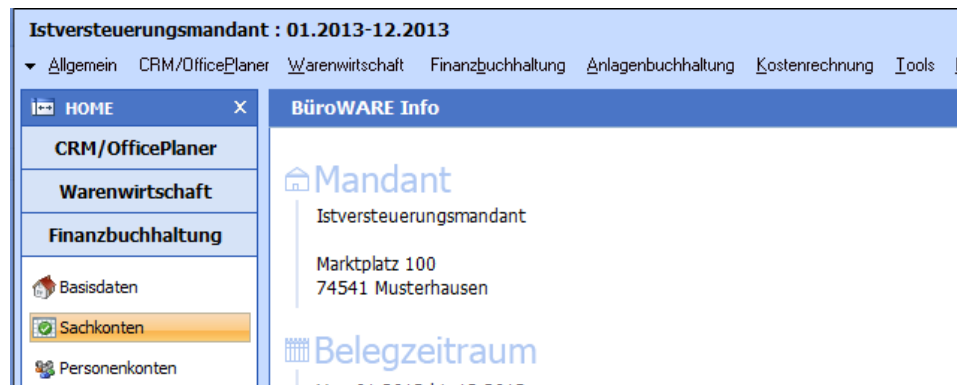 Istversteuerungsmandant : 01.2013-12.2013
Allgemein CRM/OfficePlaner Warenwirtschaft Finanzbuchhaltung Anlagenbuchhaltung Kostenrechnung Tools
HOME X
BüroWARE Info
CRM/OfficePlaner
Warenwirtschaft
Finanzbuchhaltung
Basisdaten
Sachkonten
Personenkonten
Mandant
Istversteuerungsmandant
Marktplatz 100
74541 Musterhausen
Belegzeitraum